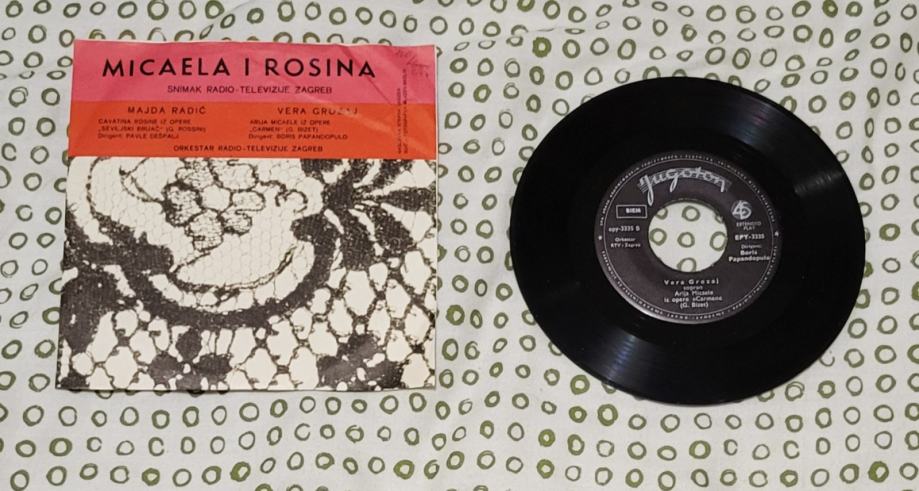 MICAELA I ROSINA
SNIMAK RADIO-TELEVIZIJE ZAGREB
MAJDA RADIĆ
CAVATINA ROSINE IZ OPERE
„SEVILJSKI BRIJAČ" (G. ROSSINI)
Dirigent: PAVLE DEŠPALJ
VERA GROZAJ
ARIJA MICAELE IZ OPERE
„CARMEN" (G. BIZET)
Dirigent: BORIS PAPANDOPULO
ORKESTAR RADIO-TELEVIZIJE ZAGREB
Jugoton
BIEM
epy-3335 B
Orkestar
RTV - Zagreb
45
EXTENDED
PLAY
EPY-3335
Dirigent:
Boris
Papandopulo
Vera Grozaj
sopran
Arija Micaele
iz opere »Carmen«
(G. Bizet)